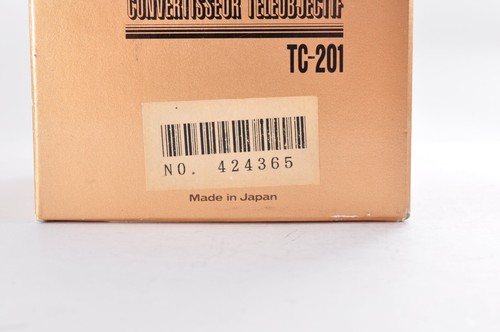 CONVERTISSEUR TELEOBJECTIF
TC-201
NO. 424365
Made in Japan